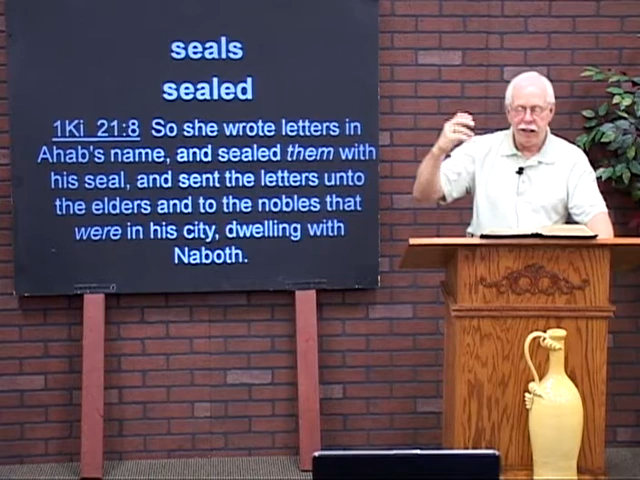 seals
sealed
1Ki 21:8 So she wrote letters in
Ahab's name, and sealed them with
his seal, and sent the letters unto
the elders and to the nobles that
were in his city, dwelling with
Naboth.